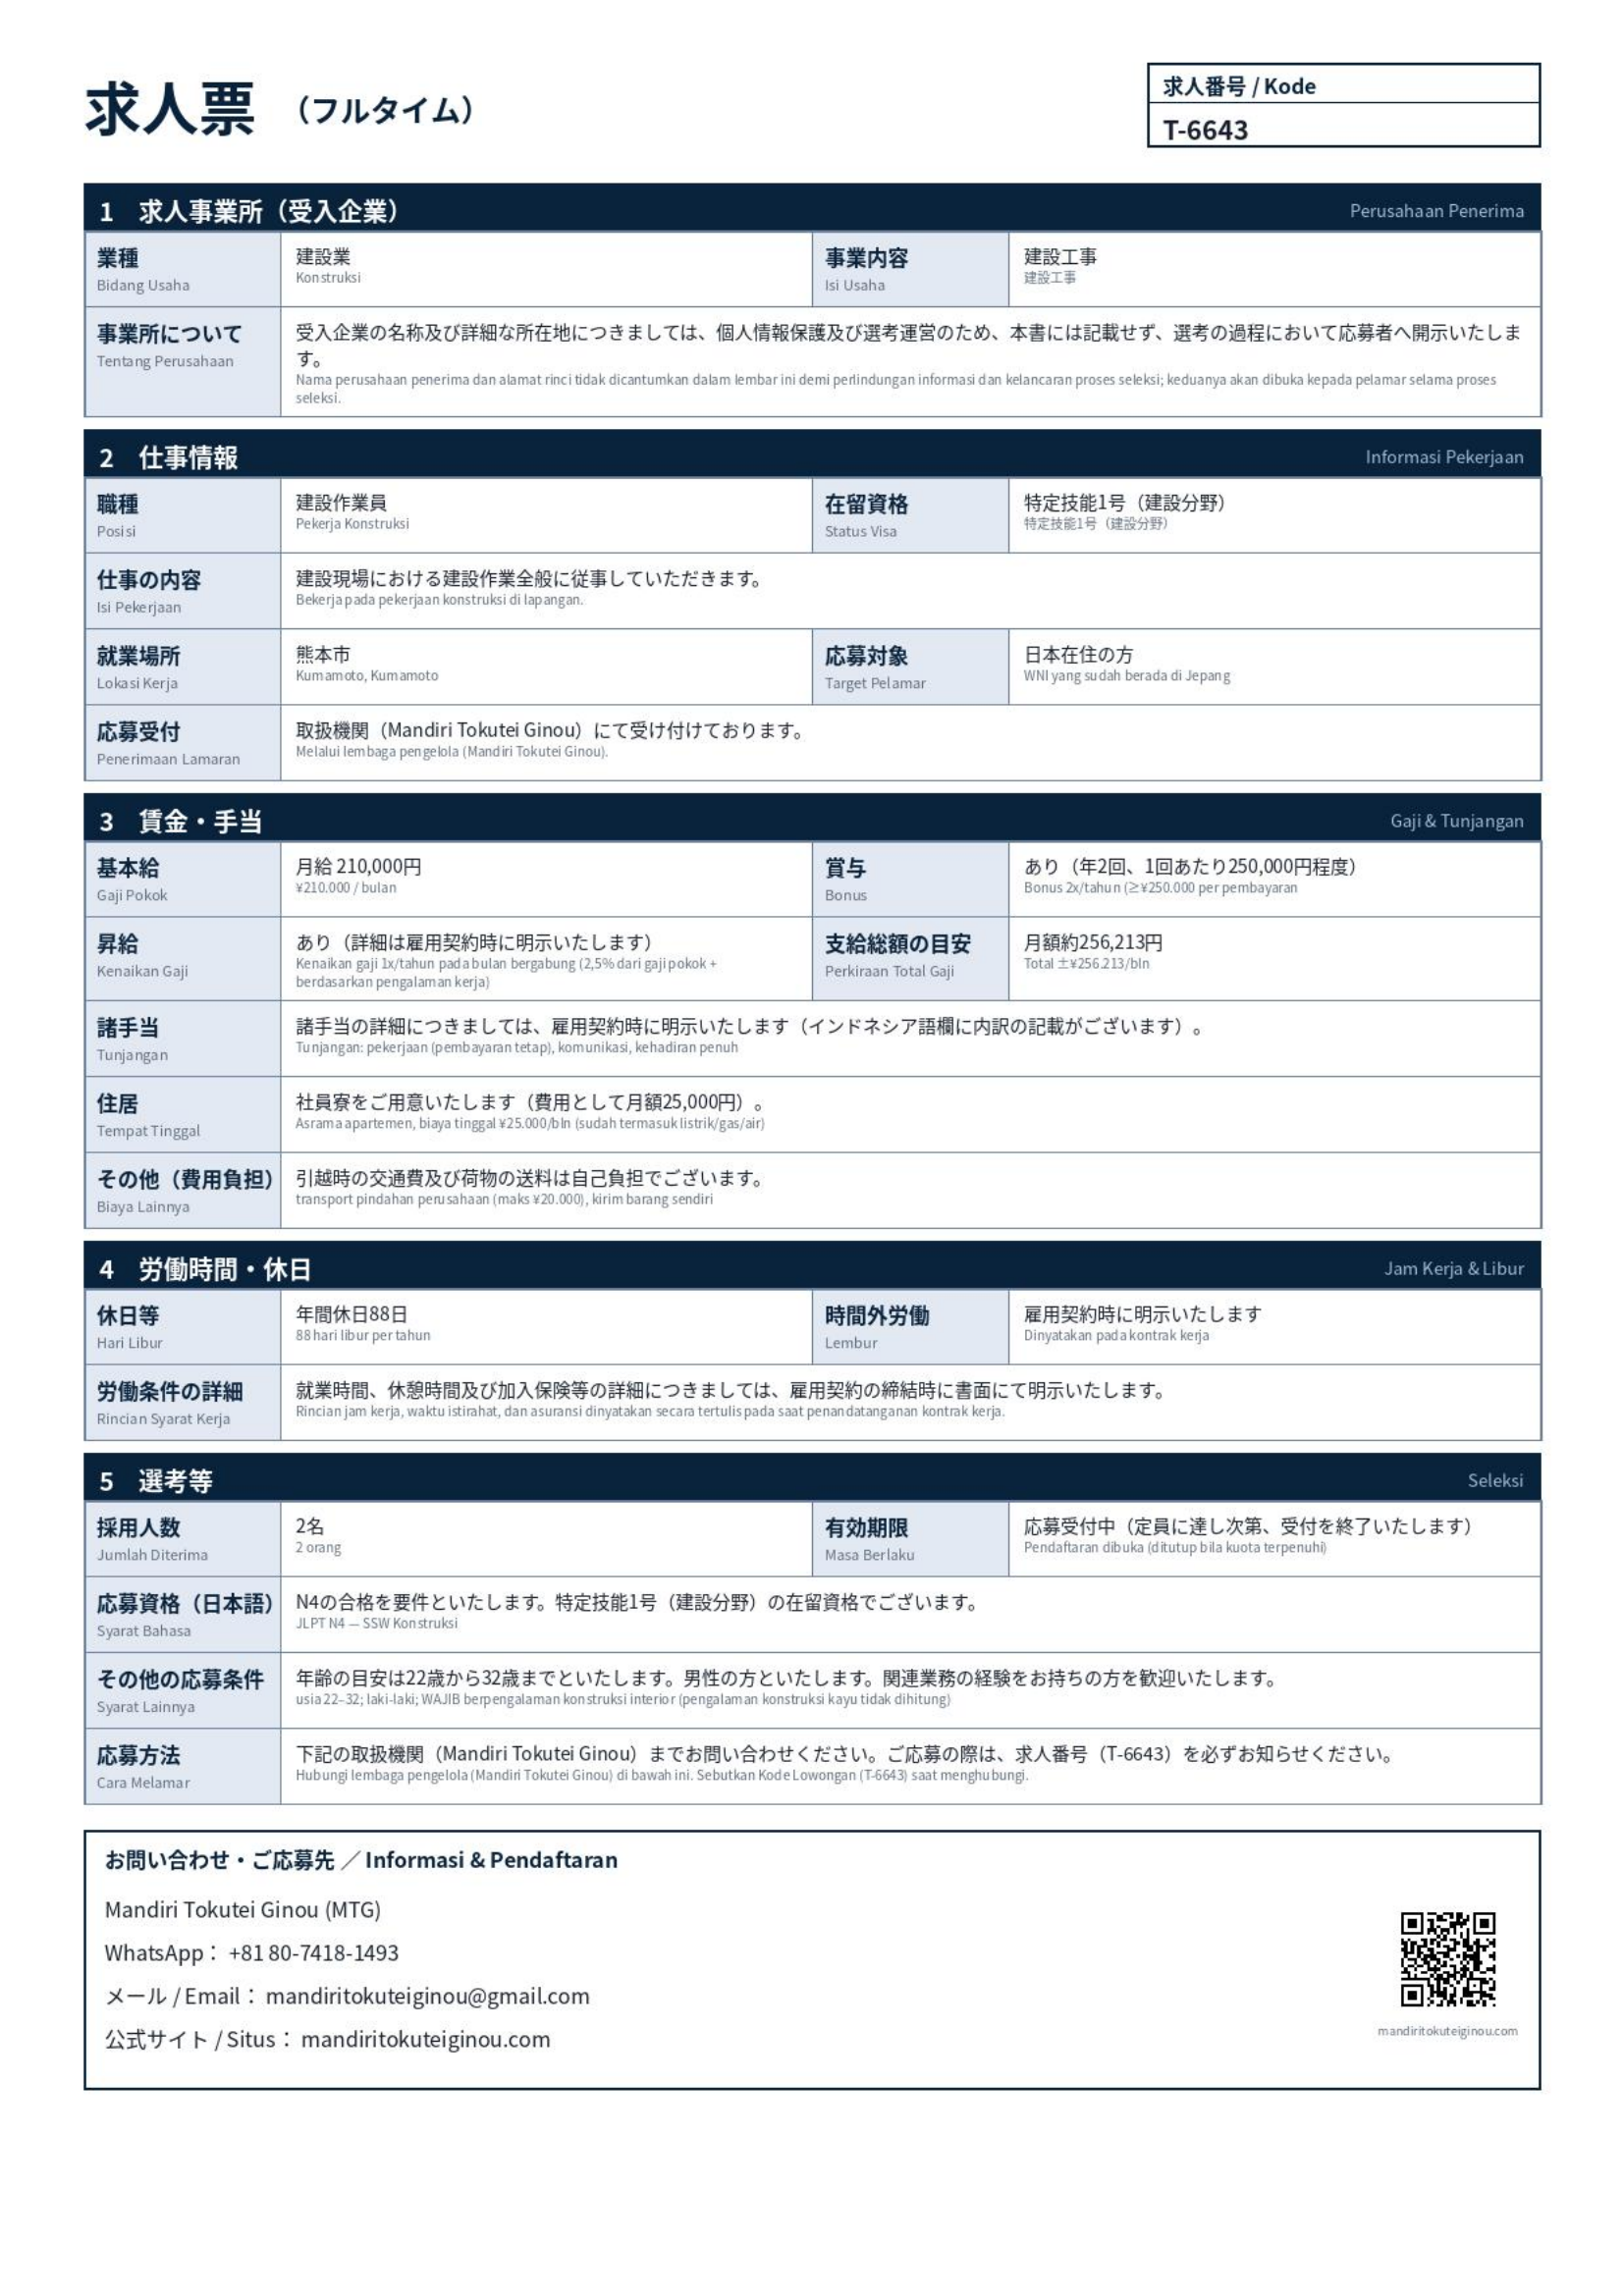 求人票 （フルタイム）
求人番号 / Kode
T-6643
1 求人事業所（受入企業） Perusahaan Penerima
業種 建設業 事業内容 建設工事
Bidang Usaha Konstruksi Isi Usaha 建設工事
事業所について 受入企業の名称及び詳細な所在地につきましては、個人情報保護及び選考運営のため、本書には記載せず、選考の過程において応募者へ開示いたしま
す。
Tentang Perusahaan
Nama perusahaan penerima dan alamat rinci tidak dicantumkan dalam lembar ini demi perlindungan informasi dan kelancaran proses seleksi; keduanya akan dibuka kepada pelamar selama proses
seleksi.
2 仕事情報 Informasi Pekerjaan
職種 建設作業員 在留資格 特定技能1号（建設分野）
Posisi Pekerja Konstruksi Status Visa 特定技能1号（建設分野）
仕事の内容 建設現場における建設作業全般に従事していただきます。
Isi Pekerjaan Bekerja pada pekerjaan konstruksi di lapangan.
就業場所 熊本市 応募対象 日本在住の方
Lokasi Kerja Kumamoto, Kumamoto Target Pelamar WNI yang sudah berada di Jepang
応募受付 取扱機関（Mandiri Tokutei Ginou）にて受け付けております。
Penerimaan Lamaran Melalui lembaga pengelola (Mandiri Tokutei Ginou).
3 賃金・手当 Gaji & Tunjangan
基本給 月給 210,000円 賞与 あり（年2回、1回あたり250,000円程度）
Gaji Pokok ¥210.000 / bulan Bonus Bonus 2x/tahun (≥¥250.000 per pembayaran
昇給 あり（詳細は雇用契約時に明示いたします） 支給総額の目安 月額約256,213円
Kenaikan Gaji Kenaikan gaji 1x/tahun pada bulan bergabung (2,5% dari gaji pokok + Perkiraan Total Gaji Total ±¥256.213/bln
berdasarkan pengalaman kerja)
諸手当 諸手当の詳細につきましては、雇用契約時に明示いたします（インドネシア語欄に内訳の記載がございます）。
Tunjangan Tunjangan: pekerjaan (pembayaran tetap), komunikasi, kehadiran penuh
住居 社員寮をご用意いたします（費用として月額25,000円）。
Tempat Tinggal Asrama apartemen, biaya tinggal ¥25.000/bln (sudah termasuk listrik/gas/air)
その他（費用負担） 引越時の交通費及び荷物の送料は自己負担でございます。
Biaya Lainnya transport pindahan perusahaan (maks ¥20.000), kirim barang sendiri
4 労働時間・休日 Jam Kerja & Libur
休日等 年間休日88日 時間外労働 雇用契約時に明示いたします
Hari Libur 88 hari libur per tahun Lembur Dinyatakan pada kontrak kerja
労働条件の詳細 就業時間、休憩時間及び加入保険等の詳細につきましては、雇用契約の締結時に書面にて明示いたします。
Rincian Syarat Kerja Rincian jam kerja, waktu istirahat, dan asuransi dinyatakan secara tertulis pada saat penandatanganan kontrak kerja.
5 選考等 Seleksi
採用人数 2名 有効期限 応募受付中（定員に達し次第、受付を終了いたします）
Jumlah Diterima 2 orang Masa Berlaku Pendaftaran dibuka (ditutup bila kuota terpenuhi)
応募資格（日本語） N4の合格を要件といたします。特定技能1号（建設分野）の在留資格でございます。
Syarat Bahasa JLPT N4 — SSW Konstruksi
その他の応募条件 年齢の目安は22歳から32歳までといたします。男性の方といたします。関連業務の経験をお持ちの方を歓迎いたします。
Syarat Lainnya usia 22–32; laki-laki; WAJIB berpengalaman konstruksi interior (pengalaman konstruksi kayu tidak dihitung)
応募方法 下記の取扱機関（Mandiri Tokutei Ginou）までお問い合わせください。ご応募の際は、求人番号（T-6643）を必ずお知らせください。
Cara Melamar Hubungi lembaga pengelola (Mandiri Tokutei Ginou) di bawah ini. Sebutkan Kode Lowongan (T-6643) saat menghubungi.
お問い合わせ・ご応募先 ／ Informasi & Pendaftaran
Mandiri Tokutei Ginou (MTG)
WhatsApp： +81 80-7418-1493
メール / Email： mandiritokuteiginou@gmail.com
公式サイト / Situs： mandiritokuteiginou.com
mandiritokuteiginou.com